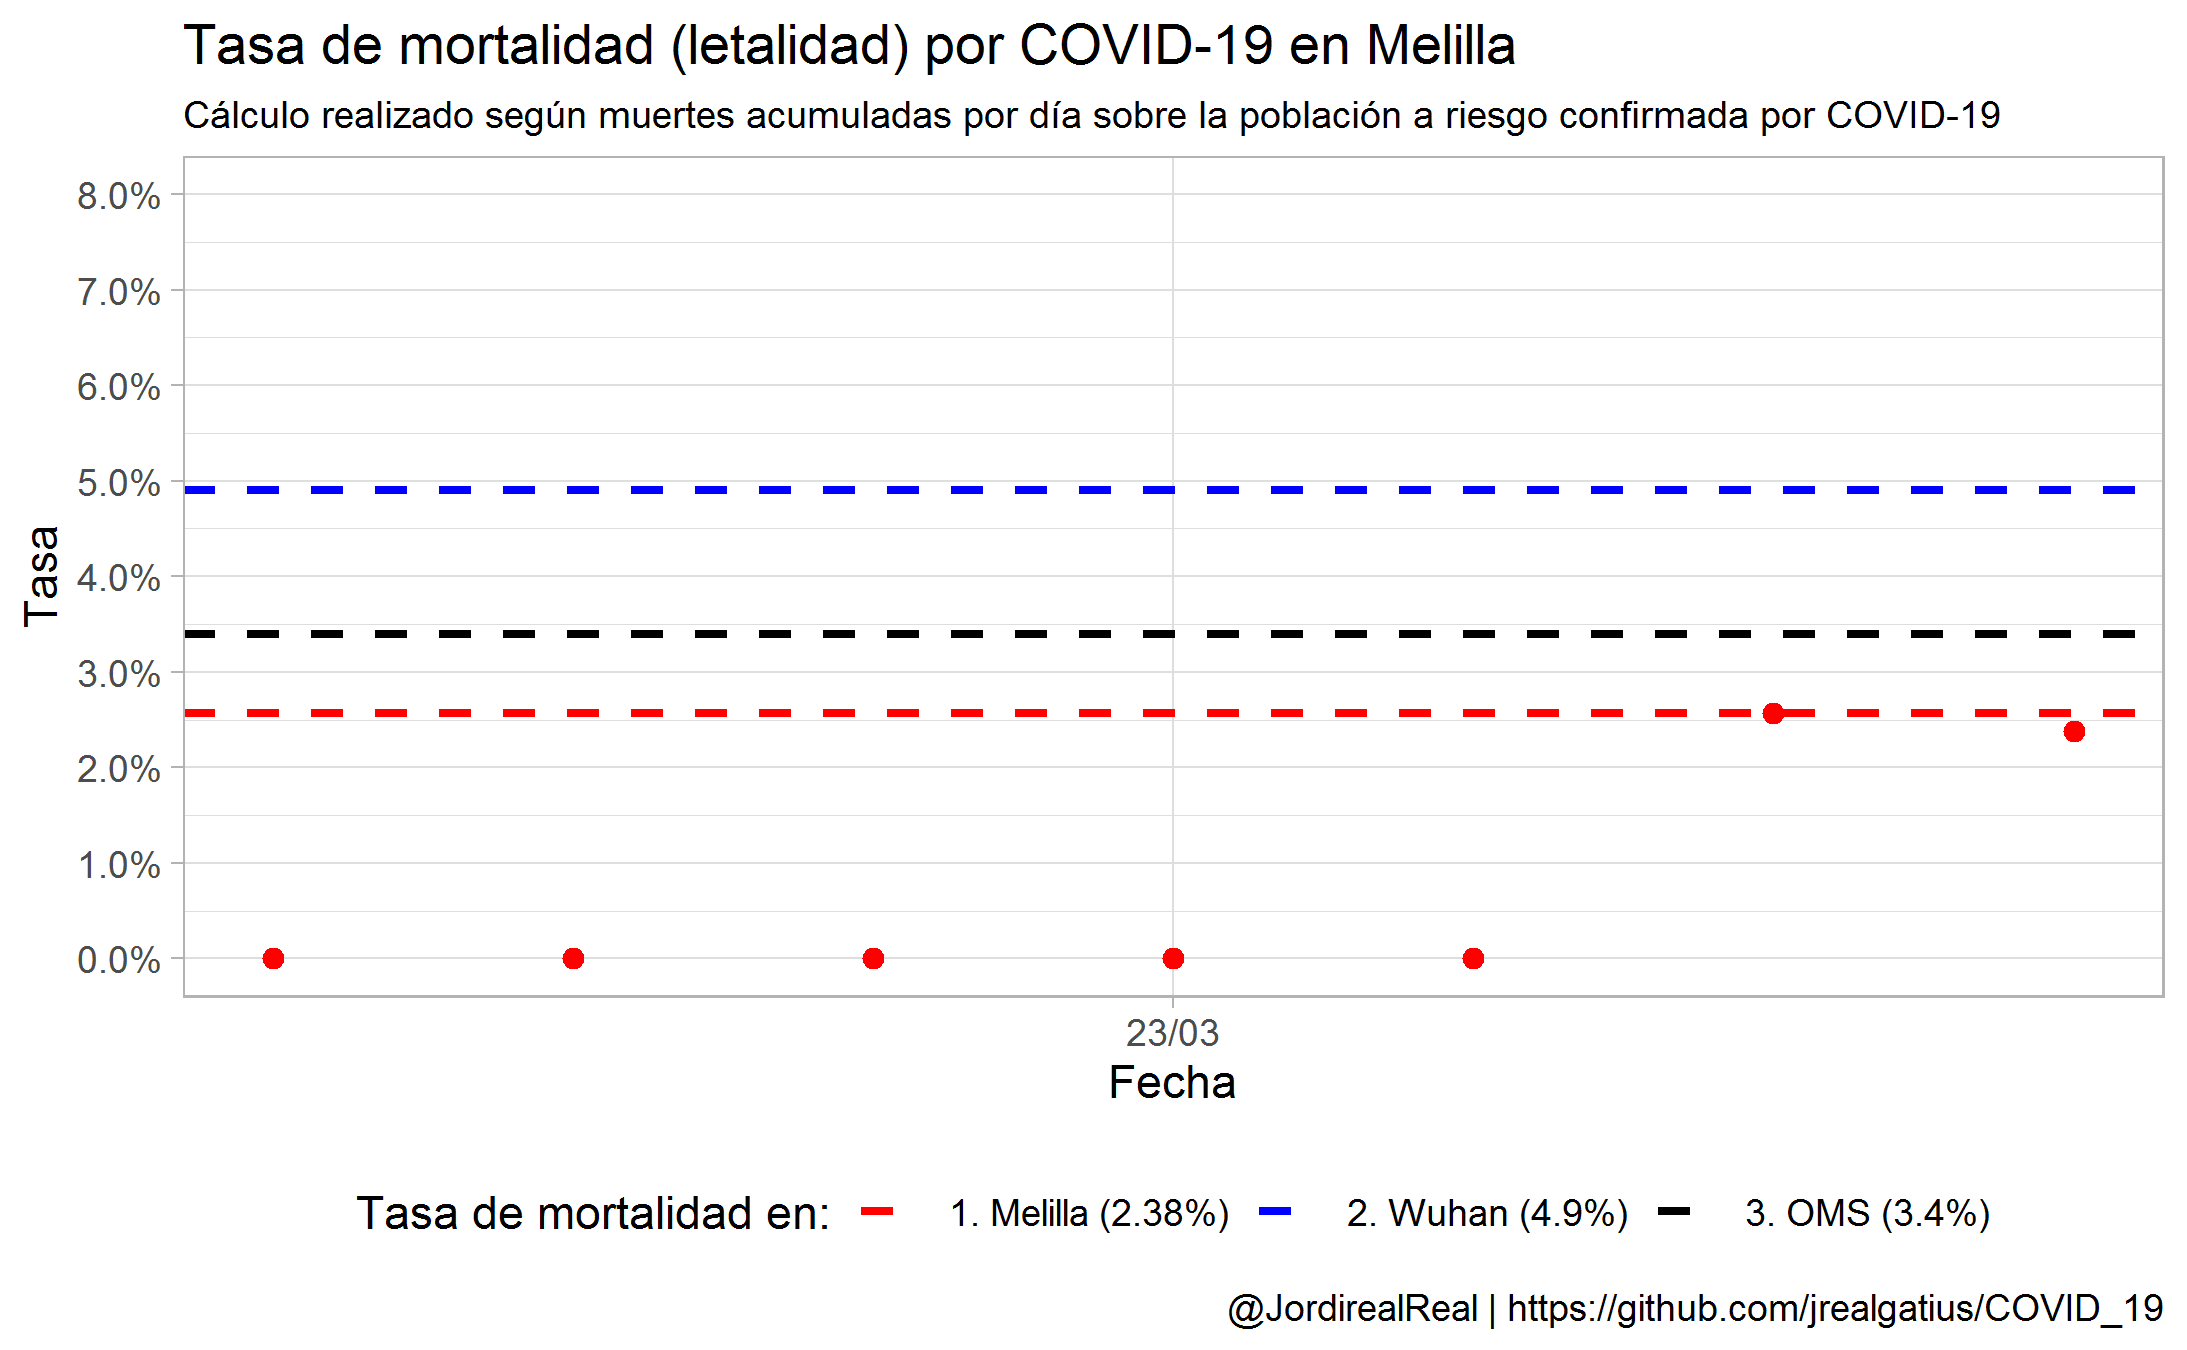 Tasa de mortalidad (letalidad) por COVID-19 en Melilla
Cálculo realizado según muertes acumuladas por día sobre la población a riesgo confirmada por COVID-19
8.0%
7.0%
6.0%
5.0%
4.0%
3.0%
2.0%
1.0%
0.0%
Tasa
23/03
Fecha
Tasa de mortalidad en: 1. Melilla (2.38%) 2. Wuhan (4.9%) 3. OMS (3.4%)
@JordirealReal | https://github.com/jrealgatius/COVID_19